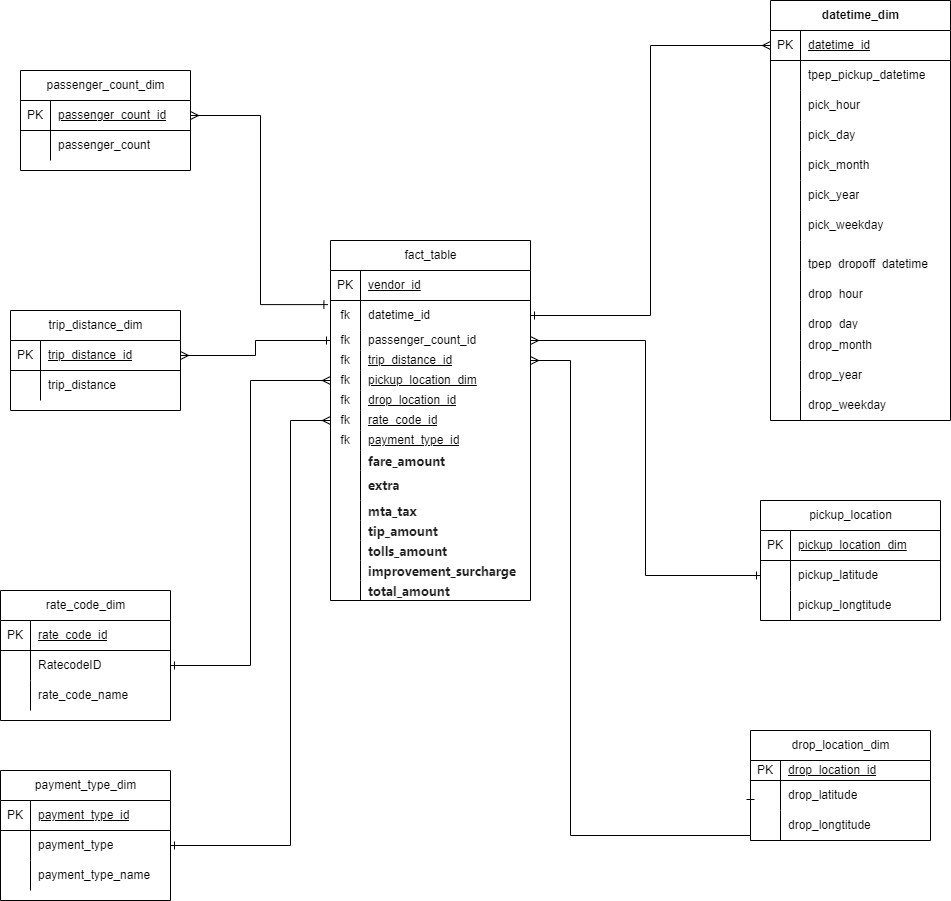 datetime_dim
PK datetime_id
tpep_pickup_datetime
pick_hour
pick_day
pick_month
pick_year
pick_weekday
tpep_dropoff_datetime
drop_hour
drop_day
drop_month
drop_year
drop_weekday
passenger_count_dim
PK passenger_count_id
passenger_count
fact_table
PK vendor_id
fk datetime_id
fk passenger_count_id
fk trip_distance_id
fk pickup_location_dim
fk drop_location_id
fk rate_code_id
fk payment_type_id
fare_amount
extra
mta_tax
tip_amount
tolls_amount
improvement_surcharge
total_amount
trip_distance_dim
PK trip_distance_id
trip_distance
pickup_location
PK pickup_location_dim
pickup_latitude
pickup_longtitude
rate_code_dim
PK rate_code_id
RatecodeID
rate_code_name
drop_location_dim
PK drop_location_id
drop_latitude
drop_longtitude
payment_type_dim
PK payment_type_id
payment_type
payment_type_name